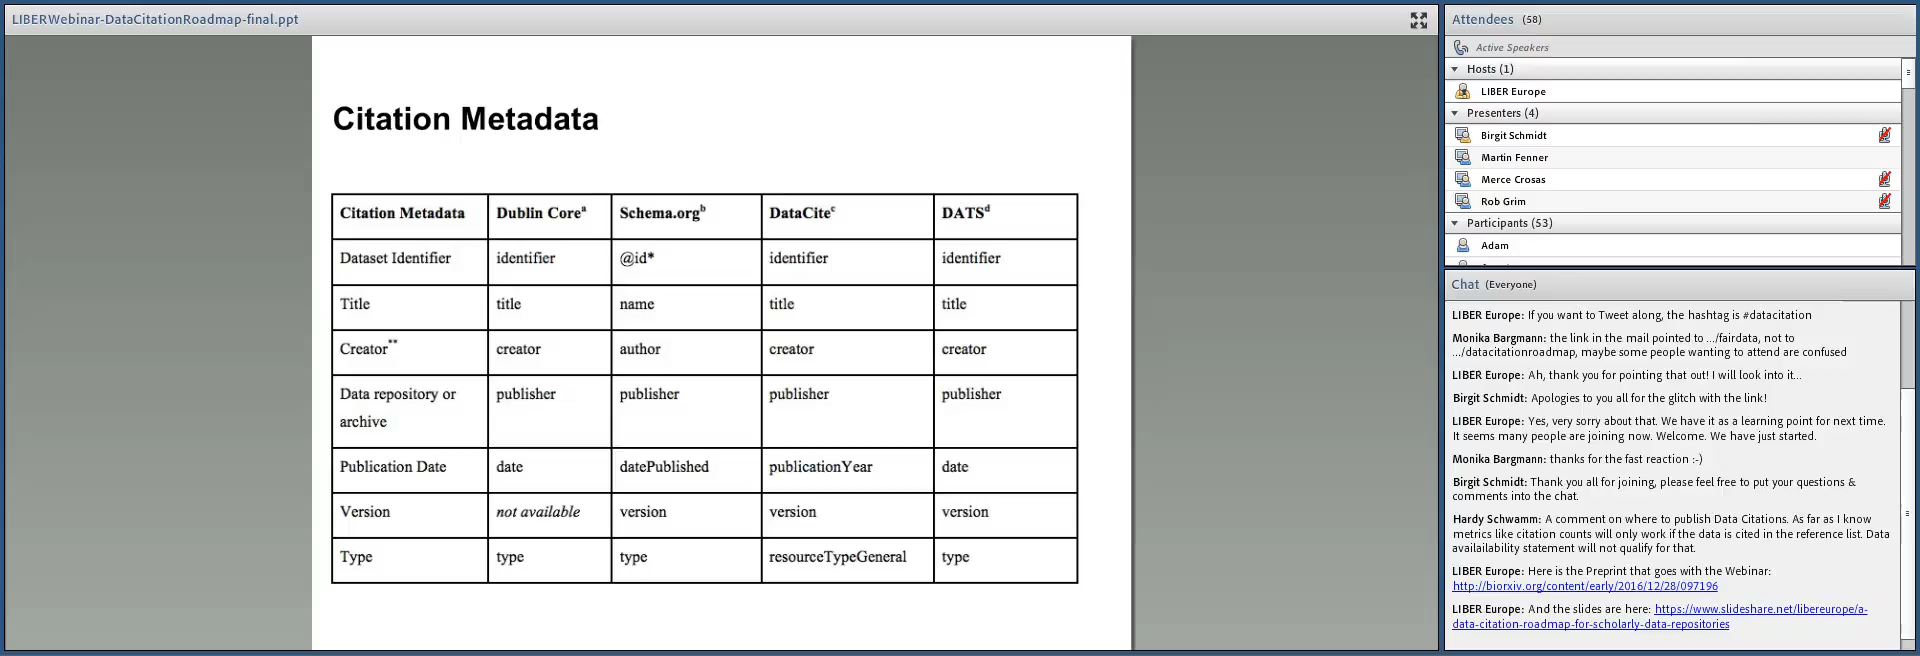 LIBERWebinar-DataCitationRoadmap-final.ppt
Citation Metadata
Citation Metadata Dublin Coreᵃ Schema.orgᵇ DataCiteᶜ DATSᵈ
Dataset Identifier identifier @id* identifier identifier
Title title name title title
Creator** creator author creator creator
Data repository or publisher publisher publisher publisher
archive
Publication Date date datePublished publicationYear date
Version not available version version version
Type type type resourceTypeGeneral type
Attendees (58)
Active Speakers
Hosts (1)
LIBER Europe
Presenters (4)
Birgit Schmidt
Martin Fenner
Merce Crosas
Rob Grim
Participants (53)
Adam
Chat (Everyone)
LIBER Europe: If you want to Tweet along, the hashtag is #datacitation
Monika Bargmann: the link in the mail pointed to .../fairdata, not to
.../datacitationroadmap, maybe some people wanting to attend are confused
LIBER Europe: Ah, thank you for pointing that out! I will look into it...
Birgit Schmidt: Apologies to you all for the glitch with the link!
LIBER Europe: Yes, very sorry about that. We have it as a learning point for next time.
It seems many people are joining now. Welcome. We have just started.
Monika Bargmann: thanks for the fast reaction :-)
Birgit Schmidt: Thank you all for joining, please feel free to put your questions &
comments into the chat.
Hardy Schwamm: A comment on where to publish Data Citations. As far as I know
metrics like citation counts will only work if the data is cited in the reference list. Data
availailability statement will not qualify for that.
LIBER Europe: Here is the Preprint that goes with the Webinar:
http://biorxiv.org/content/early/2016/12/28/097196
LIBER Europe: And the slides are here: https://www.slideshare.net/libereurope/a-
data-citation-roadmap-for-scholarly-data-repositories